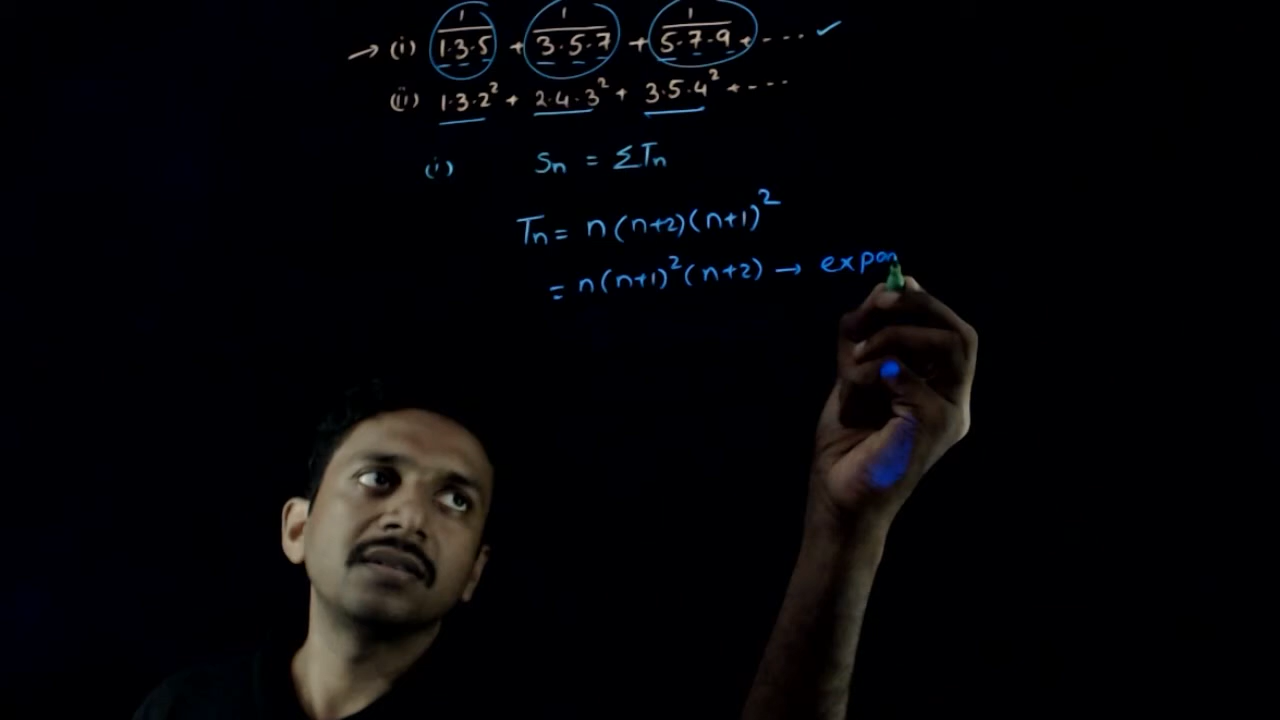 → (i) 1/1·3·5 + 1/3·5·7 + 1/5·7·9 + ---- ✓
(ii) 1·3·2² + 2·4·3² + 3·5·4² + ----
(i) Sn = ΣTn
Tn = n(n+2)(n+1)²
= n(n+1)²(n+2) → expan